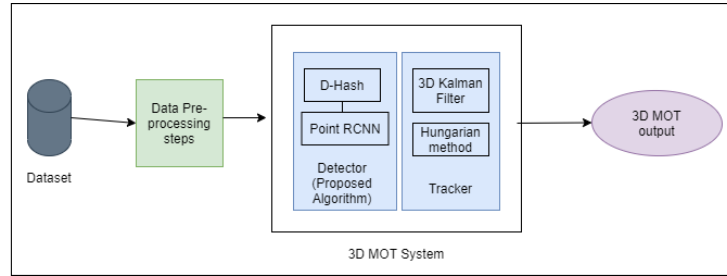 Dataset
Data Pre-
processing
steps
D-Hash
Point RCNN
Detector
(Proposed
Algorithm)
3D Kalman
Filter
Hungarian
method
Tracker
3D MOT System
3D MOT
output